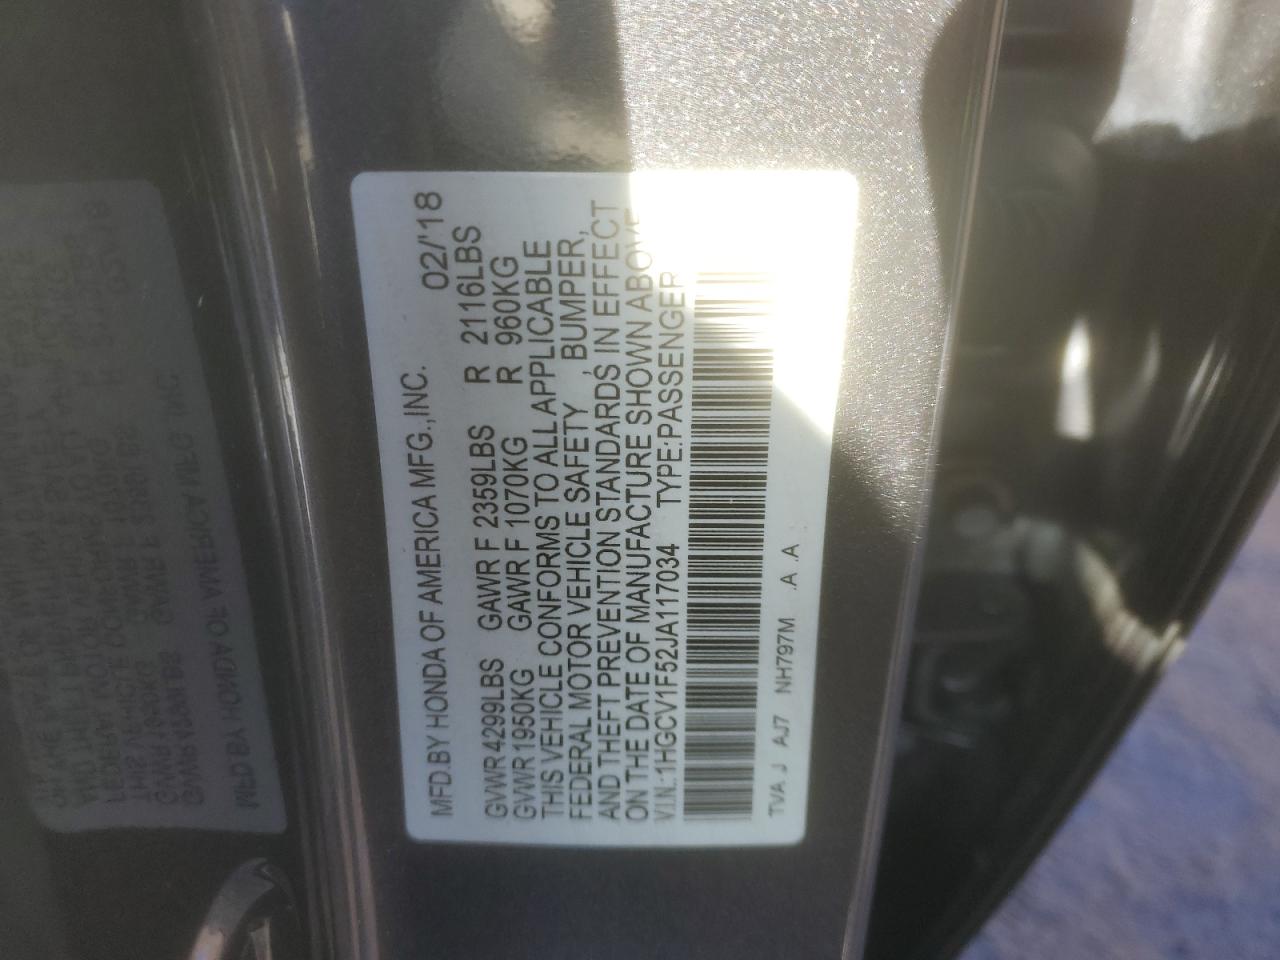 MFD.BY HONDA OF AMERICA MFG.,INC. 02/'18
GVWR 4299LBS GAWR F 2359LBS R 2116LBS
GVWR 1950KG GAWR F 1070KG R 960KG
THIS VEHICLE CONFORMS TO ALL APPLICABLE
FEDERAL MOTOR VEHICLE SAFETY, BUMPER,
AND THEFT PREVENTION STANDARDS IN EFFECT
ON THE DATE OF MANUFACTURE SHOWN ABOVE
V.I.N.:1HGCV1F52JA117034 TYPE:PASSENGER
TVA J AJ7 NH797M .A .A